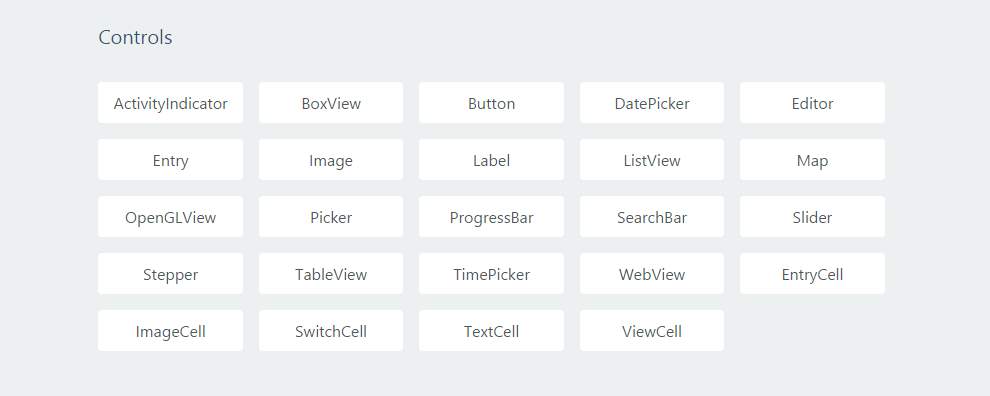 Controls
ActivityIndicator BoxView Button DatePicker Editor
Entry Image Label ListView Map
OpenGLView Picker ProgressBar SearchBar Slider
Stepper TableView TimePicker WebView EntryCell
ImageCell SwitchCell TextCell ViewCell